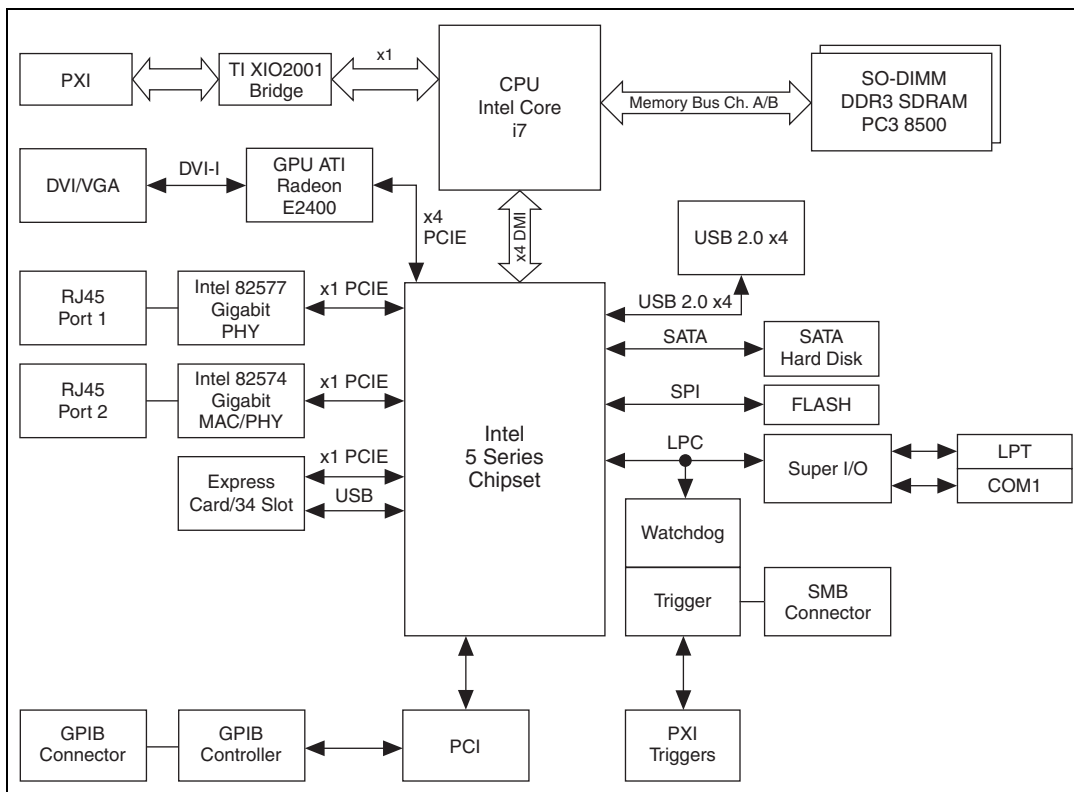 PXI
TI XIO2001
Bridge
x1
CPU
Intel Core
i7
Memory Bus Ch. A/B
SO-DIMM
DDR3 SDRAM
PC3 8500
DVI/VGA
DVI-I
GPU ATI
Radeon
E2400
x4
PCIE
x4 DMI
USB 2.0 x4
RJ45
Port 1
Intel 82577
Gigabit
PHY
x1 PCIE
USB 2.0 x4
SATA
SATA
Hard Disk
RJ45
Port 2
Intel 82574
Gigabit
MAC/PHY
x1 PCIE
Intel
5 Series
Chipset
SPI
FLASH
Express
Card/34 Slot
x1 PCIE
USB
LPC
Super I/O
LPT
COM1
Watchdog
Trigger
SMB
Connector
GPIB
Connector
GPIB
Controller
PCI
PXI
Triggers